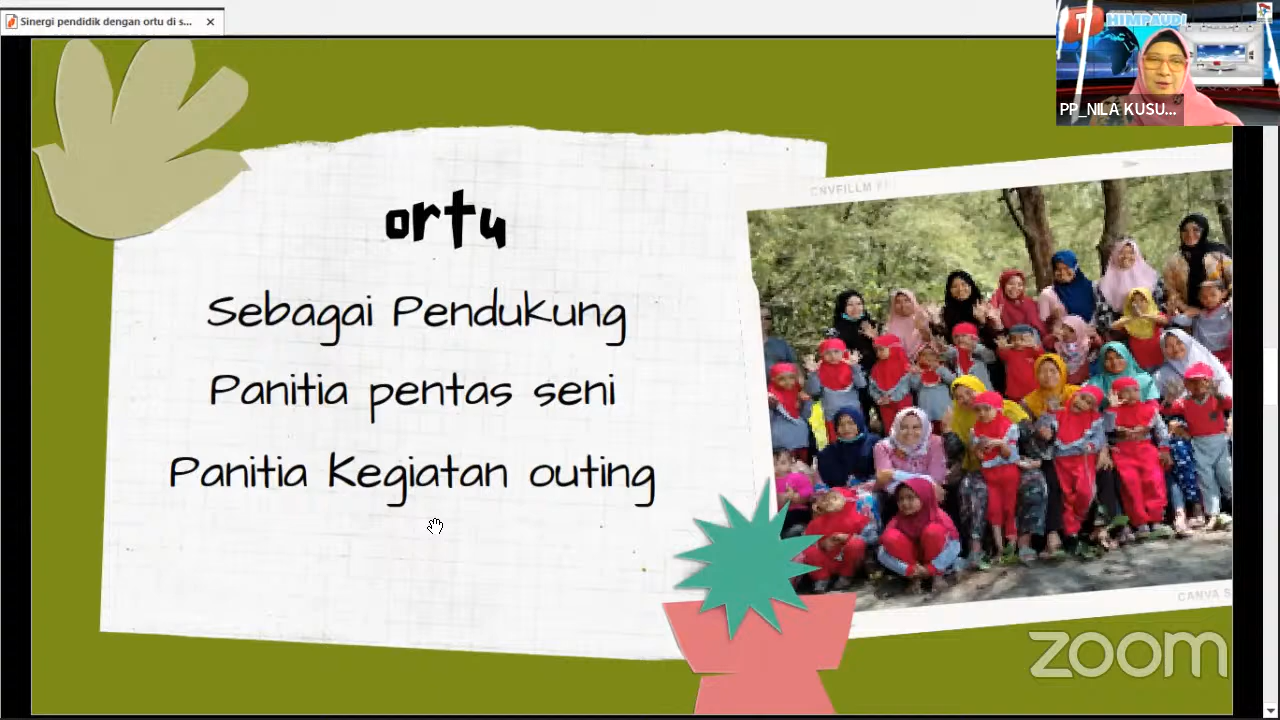 Sinergi pendidik dengan ortu di s...
HIMPAUDI
PP_NILA KUSU...
ortu
Sebagai Pendukung
Panitia pentas seni
Panitia Kegiatan outing
CANVA S
zoom